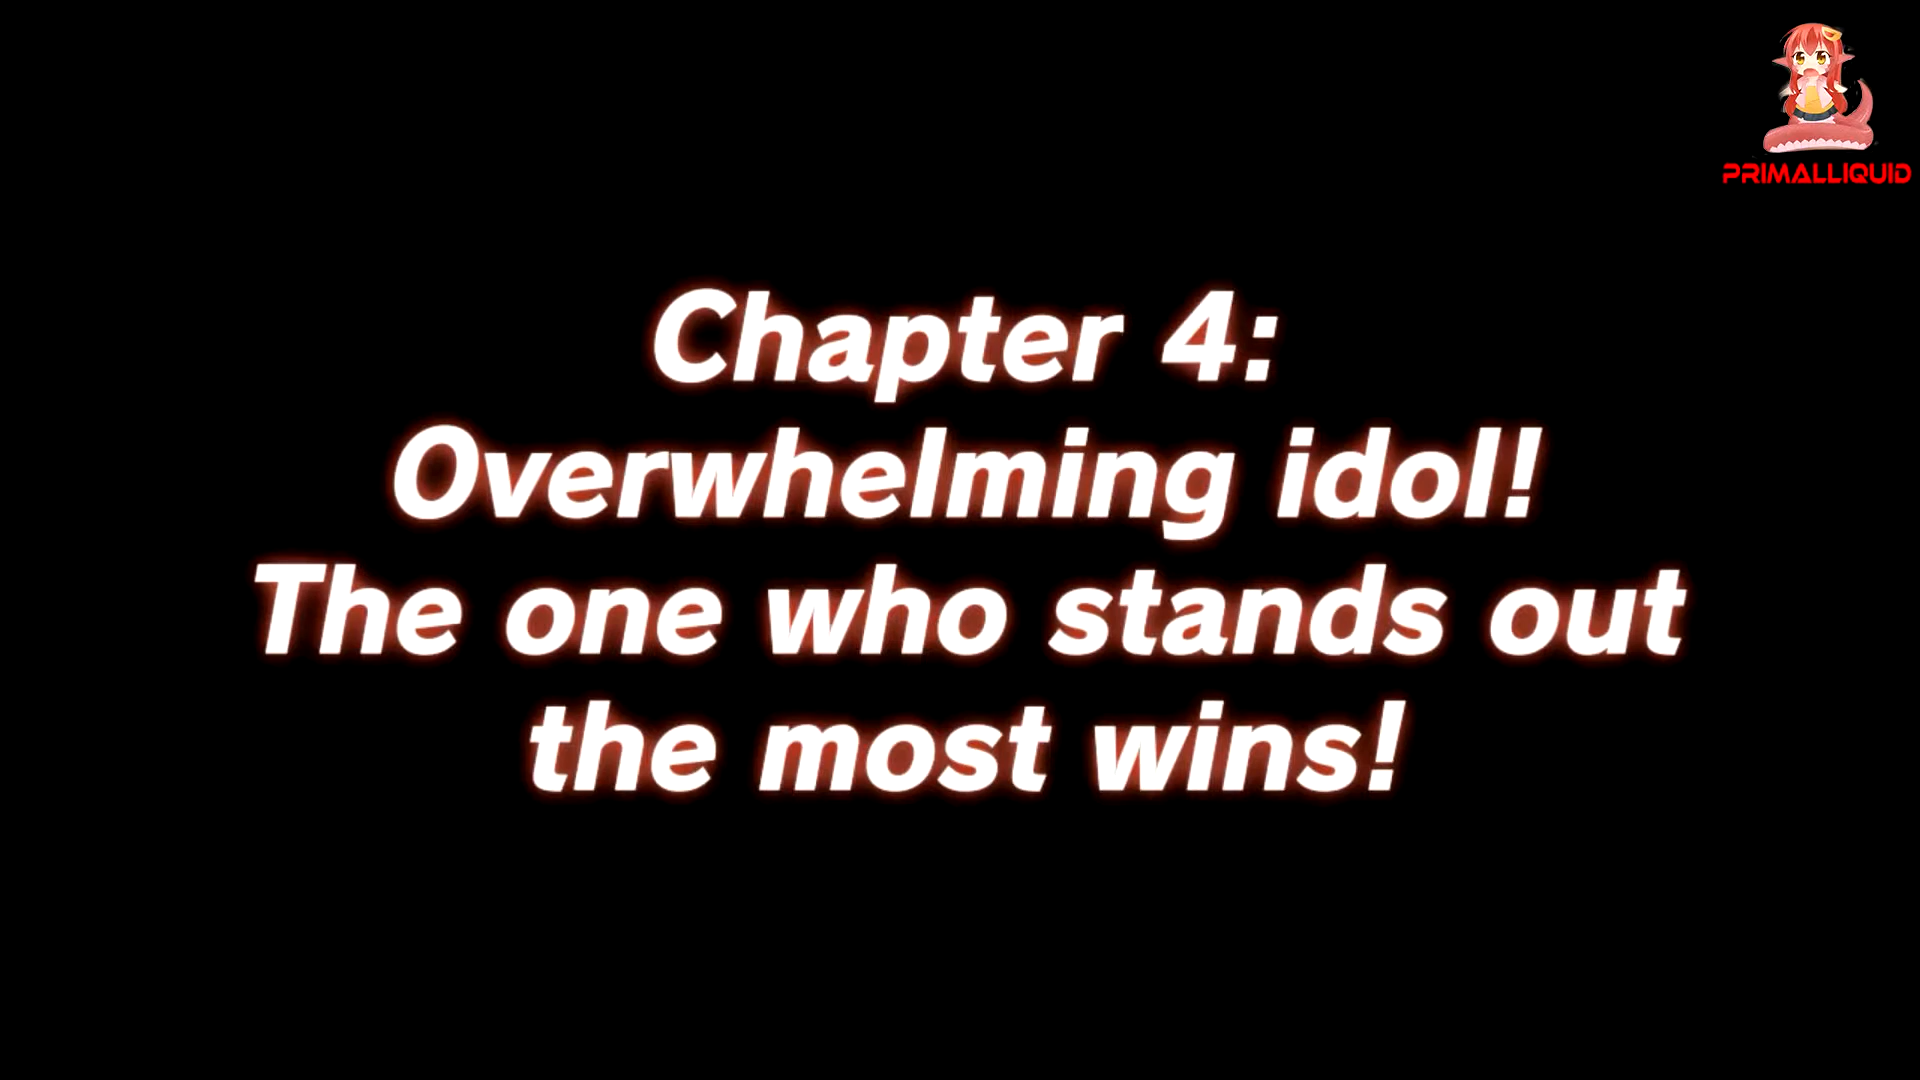 PRIMALLIQUID
Chapter 4:
Overwhelming idol!
The one who stands out
the most wins!